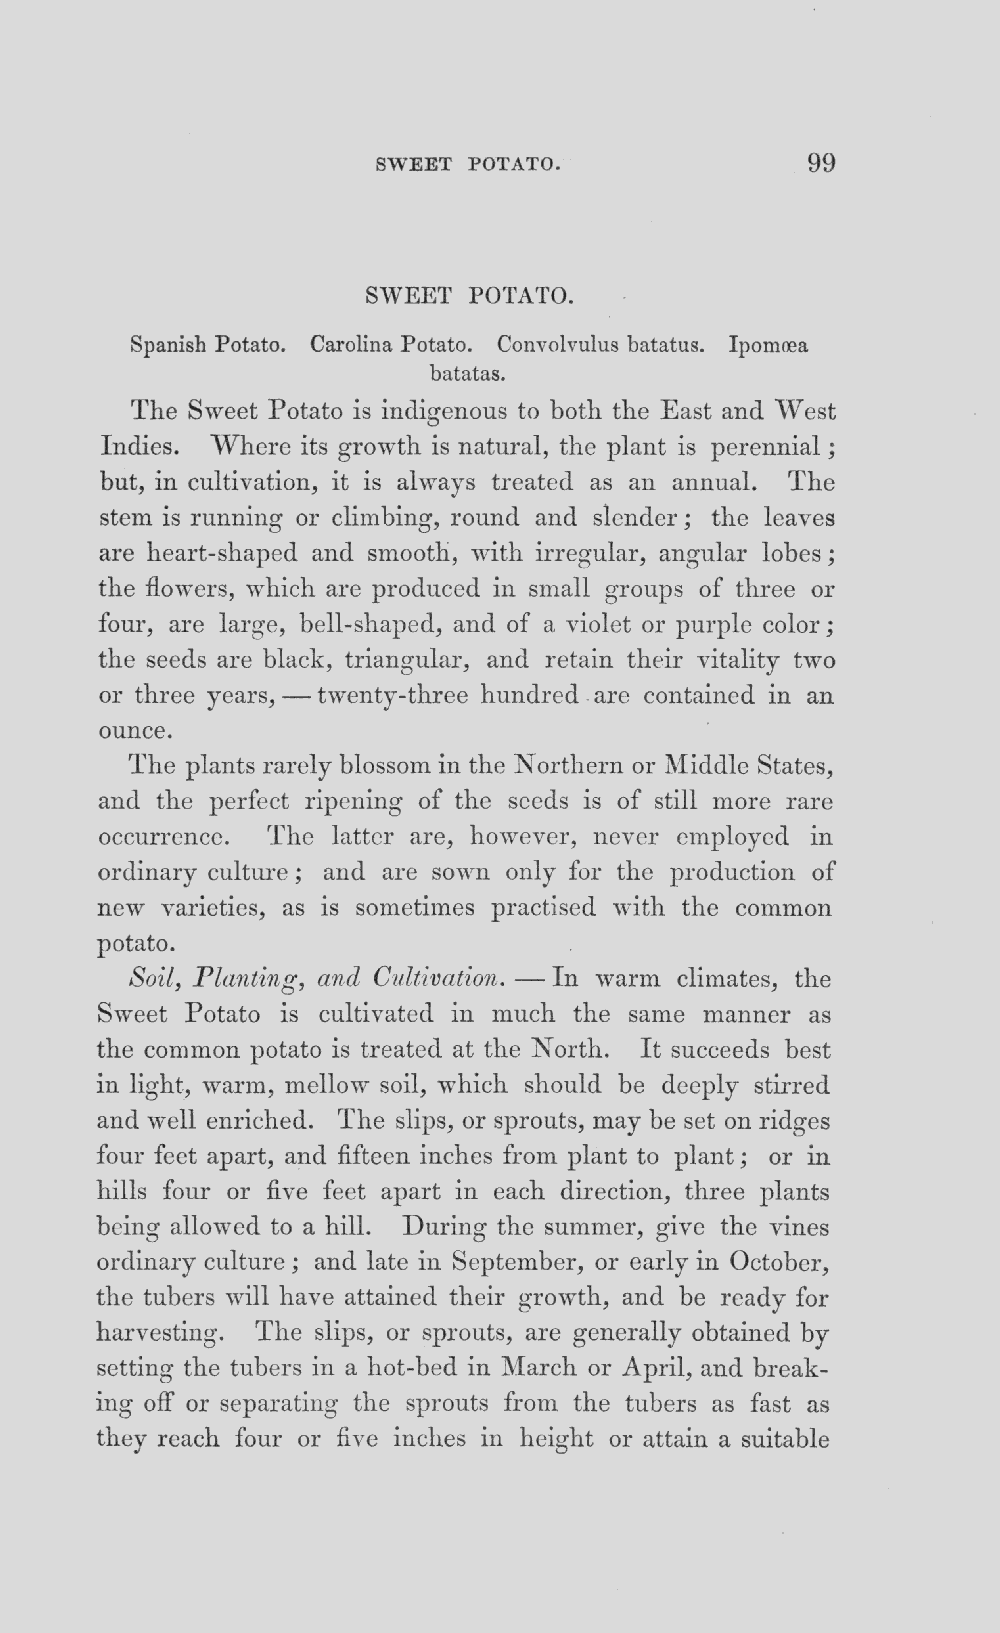 SWEET POTATO. 99
SWEET POTATO.
Spanish Potato. Carolina Potato. Convolvulus batatus. Ipomœa
batatas.
The Sweet Potato is indigenous to both the East and West
Indies. Where its growth is natural, the plant is perennial;
but, in cultivation, it is always treated as an annual. The
stem is running or climbing, round and slender; the leaves
are heart-shaped and smooth, with irregular, angular lobes;
the flowers, which are produced in small groups of three or
four, are large, bell-shaped, and of a violet or purple color;
the seeds are black, triangular, and retain their vitality two
or three years, — twenty-three hundred are contained in an
ounce.
The plants rarely blossom in the Northern or Middle States,
and the perfect ripening of the seeds is of still more rare
occurrence. The latter are, however, never employed in
ordinary culture; and are sown only for the production of
new varieties, as is sometimes practised with the common
potato.
Soil, Planting, and Cultivation. — In warm climates, the
Sweet Potato is cultivated in much the same manner as
the common potato is treated at the North. It succeeds best
in light, warm, mellow soil, which should be deeply stirred
and well enriched. The slips, or sprouts, may be set on ridges
four feet apart, and fifteen inches from plant to plant; or in
hills four or five feet apart in each direction, three plants
being allowed to a hill. During the summer, give the vines
ordinary culture; and late in September, or early in October,
the tubers will have attained their growth, and be ready for
harvesting. The slips, or sprouts, are generally obtained by
setting the tubers in a hot-bed in March or April, and break-
ing off or separating the sprouts from the tubers as fast as
they reach four or five inches in height or attain a suitable